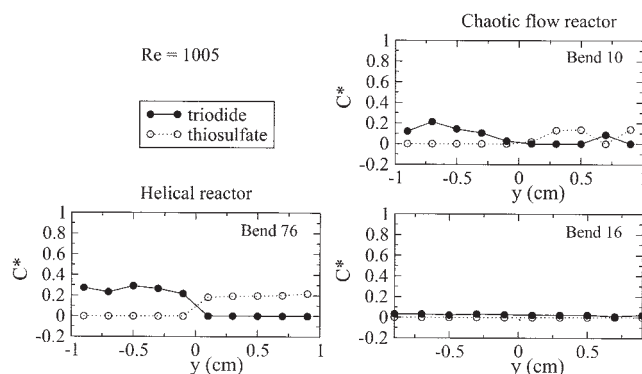 Chaotic flow reactor
Re = 1005
Bend 10
1
0.8
0.6
0.4
0.2
0
-0.2
C*
-1 -0.5 0 0.5 1
y (cm)
triodide
thiosulfate
Helical reactor
Bend 76
1
0.8
0.6
0.4
0.2
0
-0.2
C*
-1 -0.5 0 0.5 1
y (cm)
Bend 16
1
0.8
0.6
0.4
0.2
0
-0.2
C*
-1 -0.5 0 0.5
y (cm)